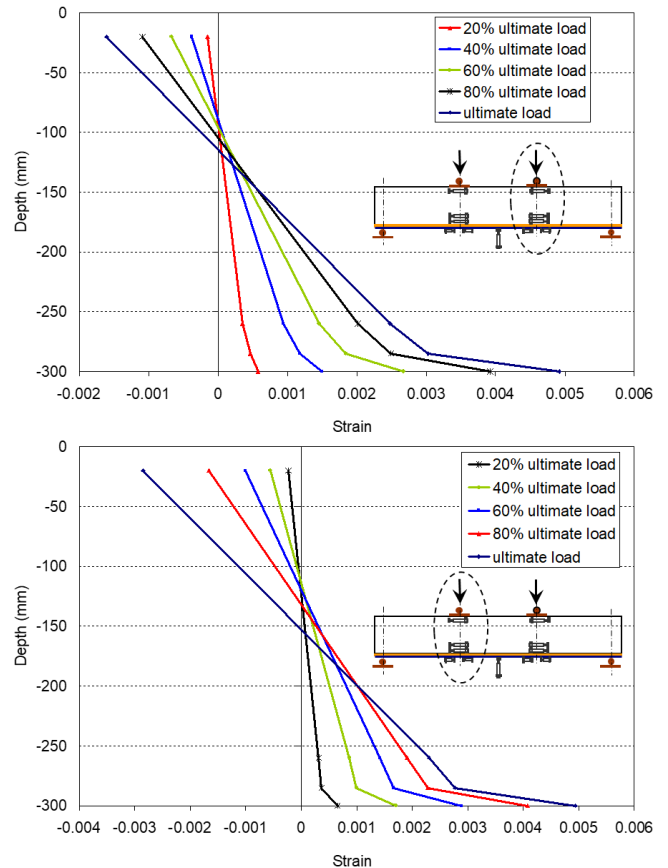 0
-50
-100
-150
-200
-250
-300
Depth (mm)
20% ultimate load
40% ultimate load
60% ultimate load
80% ultimate load
ultimate load
-0.002 -0.001 0 0.001 0.002 0.003 0.004 0.005 0.006
Strain
0
-50
-100
-150
-200
-250
-300
Depth (mm)
20% ultimate load
40% ultimate load
60% ultimate load
80% ultimate load
ultimate load
-0.004 -0.003 -0.002 -0.001 0 0.001 0.002 0.003 0.004 0.005 0.006
Strain